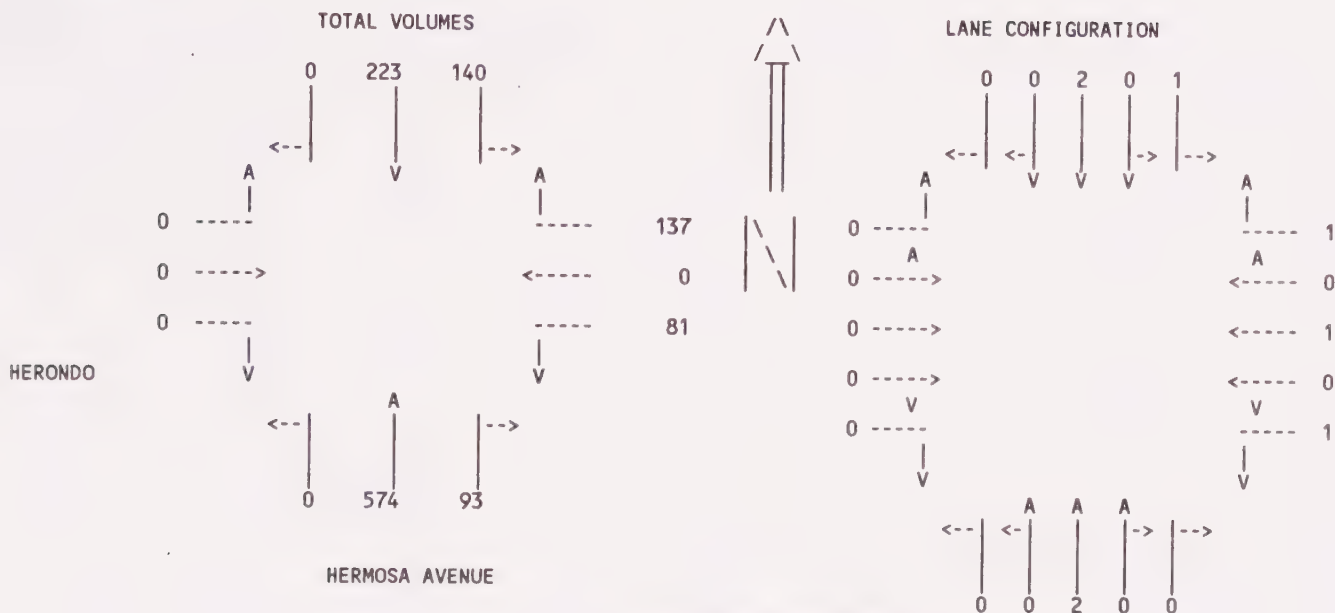 TOTAL VOLUMES
LANE CONFIGURATION
0 223 140
0 0 2 0 1
<-- -->
<-- <-- --> -->
V
V V V
A A
A A
0 ----- ----- 137
0 ----- ----- 1
N
A A
0 -----> <----- 0
0 -----> <----- 0
0 ----- ----- 81
0 -----> <----- 1
HERONDO
V V
0 -----> <----- 0
V V
A
0 ----- ----- 1
<-- -->
V V
0 574 93
A A A
<-- <-- --> -->
HERMOSA AVENUE
0 0 2 0 0